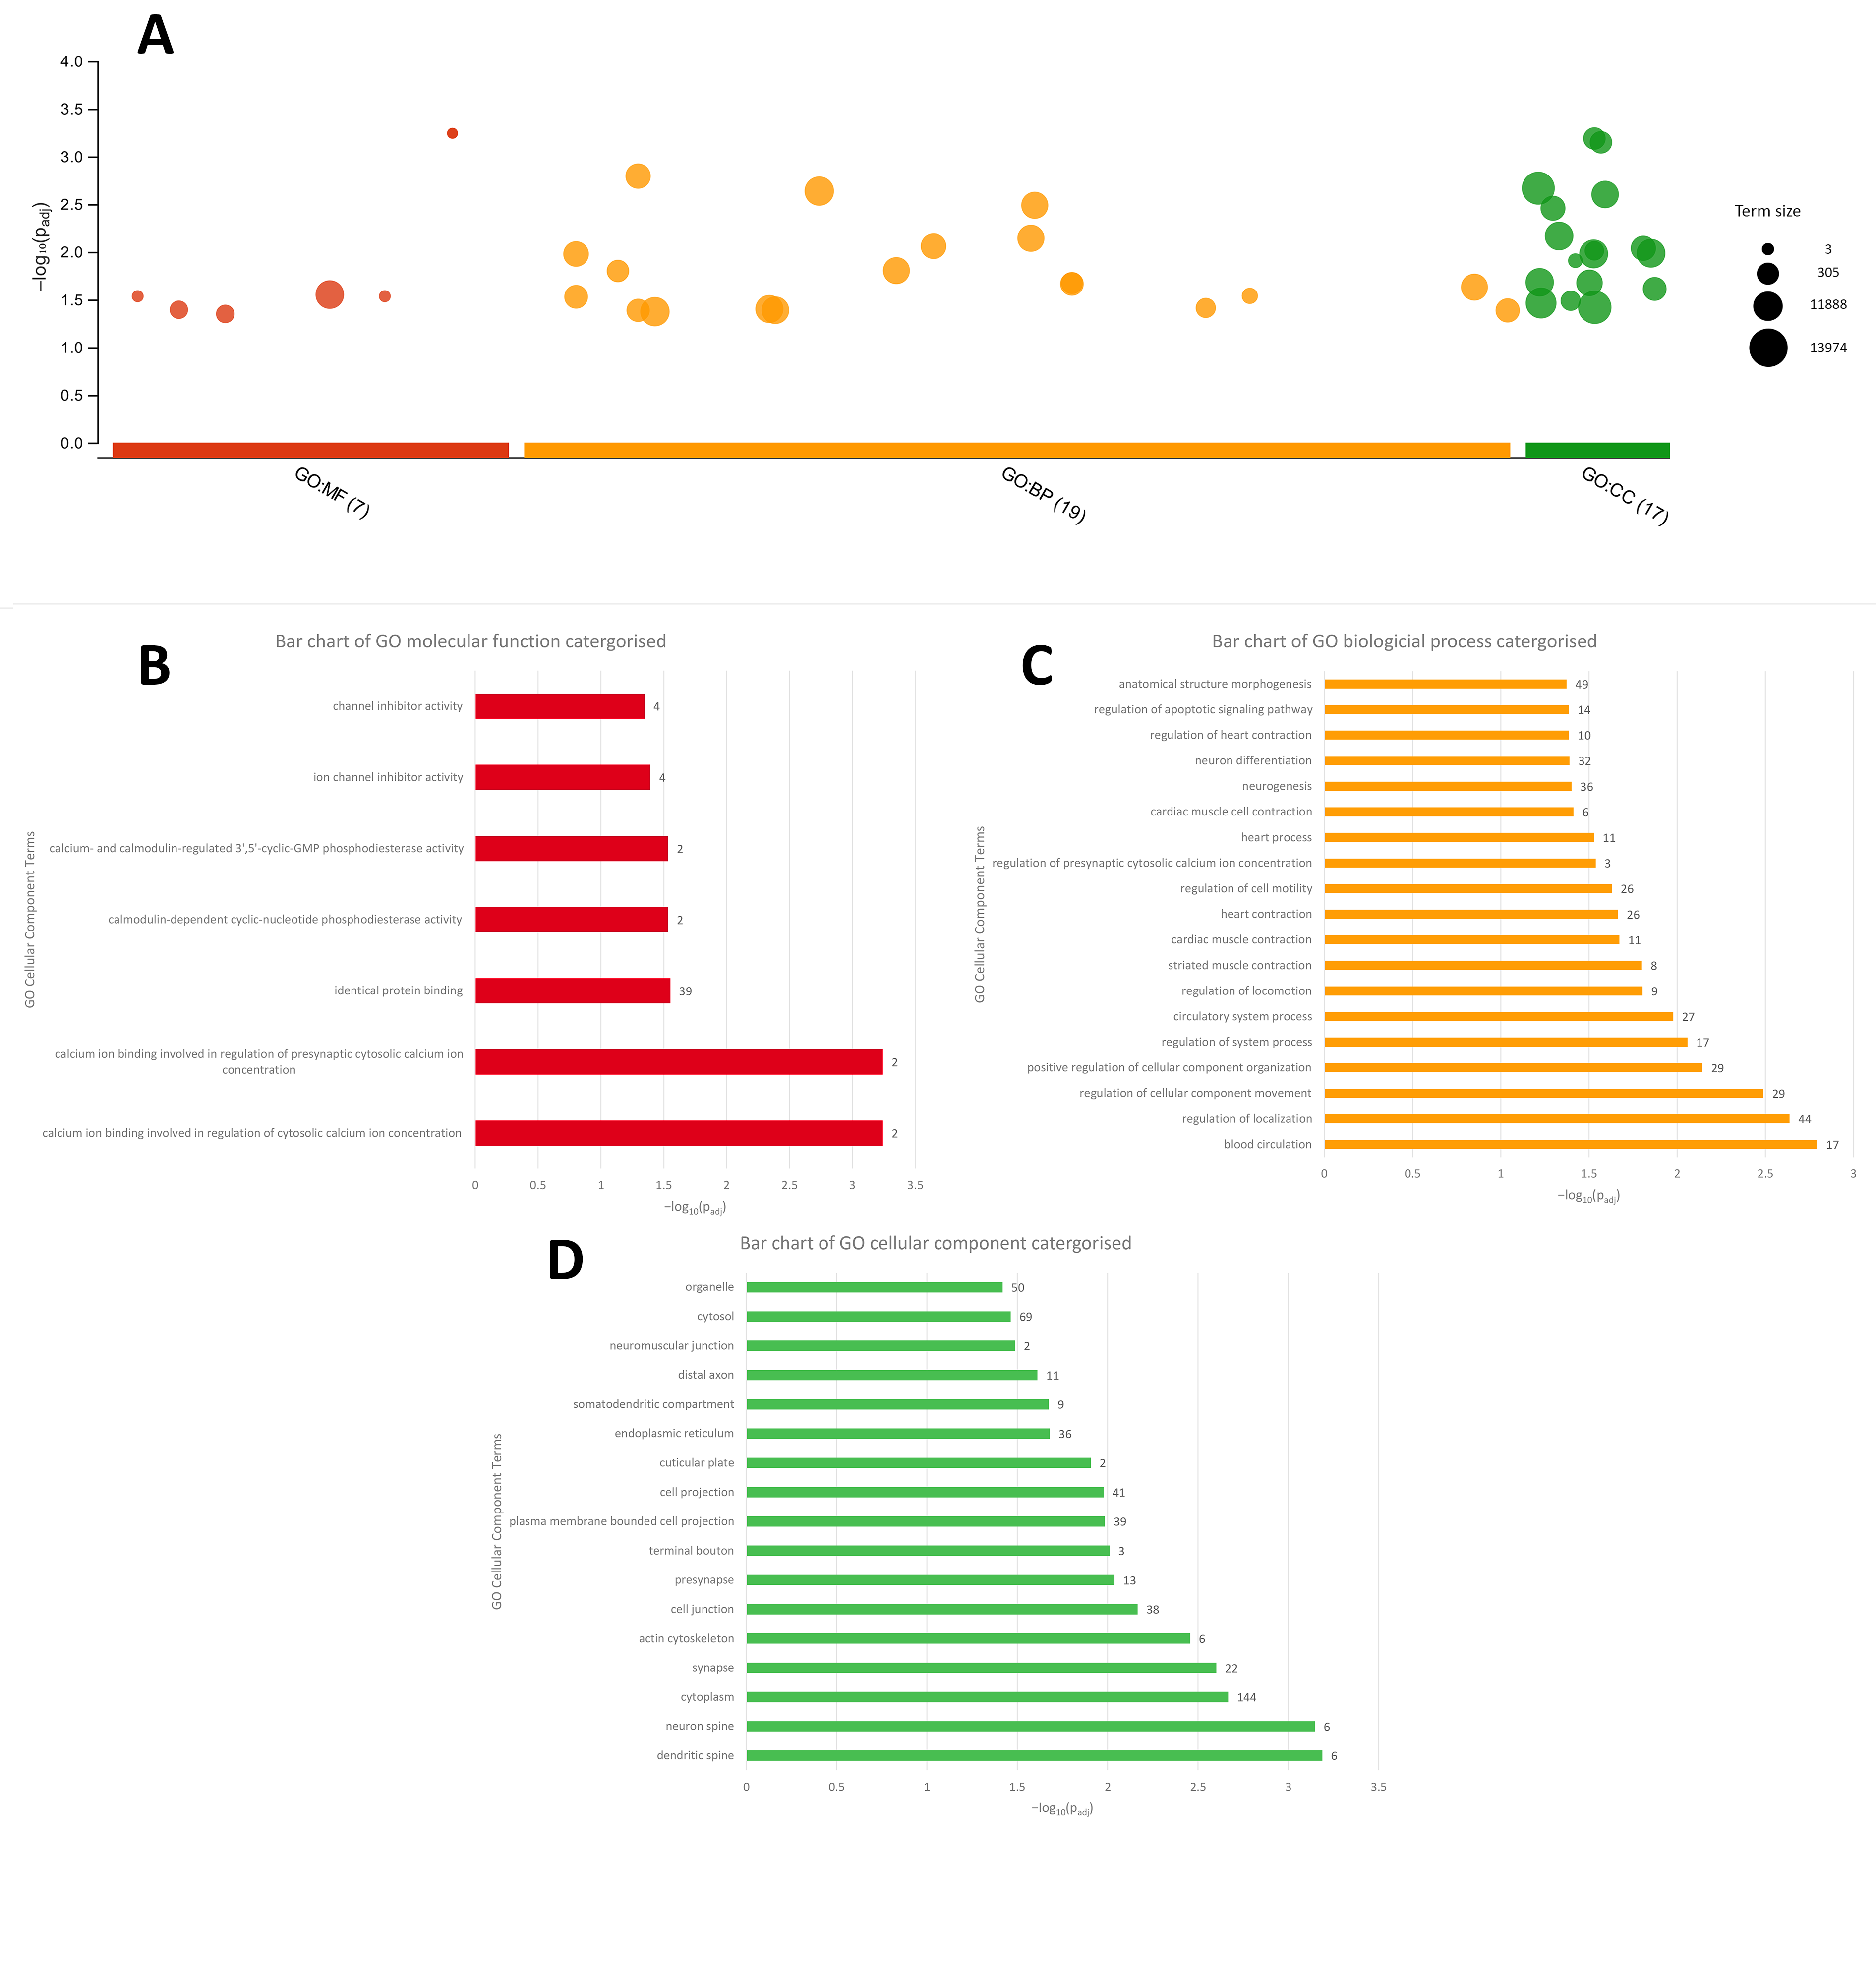 A
4.0
3.5
3.0
2.5
2.0
1.5
1.0
0.5
0.0
−log10(padj)
GO:MF (7)
GO:BP (19)
GO:CC (17)
Term size
3
305
11888
13974
B
Bar chart of GO molecular function catergorised
GO Cellular Component Terms
channel inhibitor activity 4
ion channel inhibitor activity 4
calcium- and calmodulin-regulated 3',5'-cyclic-GMP phosphodiesterase activity 2
calmodulin-dependent cyclic-nucleotide phosphodiesterase activity 2
identical protein binding 39
calcium ion binding involved in regulation of presynaptic cytosolic calcium ion
concentration 2
calcium ion binding involved in regulation of cytosolic calcium ion concentration 2
0 0.5 1 1.5 2 2.5 3 3.5
−log10(padj)
C
Bar chart of GO biologicial process catergorised
GO Cellular Component Terms
anatomical structure morphogenesis 49
regulation of apoptotic signaling pathway 14
regulation of heart contraction 10
neuron differentiation 32
neurogenesis 36
cardiac muscle cell contraction 6
heart process 11
regulation of presynaptic cytosolic calcium ion concentration 3
regulation of cell motility 26
heart contraction 26
cardiac muscle contraction 11
striated muscle contraction 8
regulation of locomotion 9
circulatory system process 27
regulation of system process 17
positive regulation of cellular component organization 29
regulation of cellular component movement 29
regulation of localization 44
blood circulation 17
0 0.5 1 1.5 2 2.5 3
−log10(padj)
D
Bar chart of GO cellular component catergorised
GO Cellular Component Terms
organelle 50
cytosol 69
neuromuscular junction 2
distal axon 11
somatodendritic compartment 9
endoplasmic reticulum 36
cuticular plate 2
cell projection 41
plasma membrane bounded cell projection 39
terminal bouton 3
presynapse 13
cell junction 38
actin cytoskeleton 6
synapse 22
cytoplasm 144
neuron spine 6
dendritic spine 6
0 0.5 1 1.5 2 2.5 3 3.5
−log10(padj)